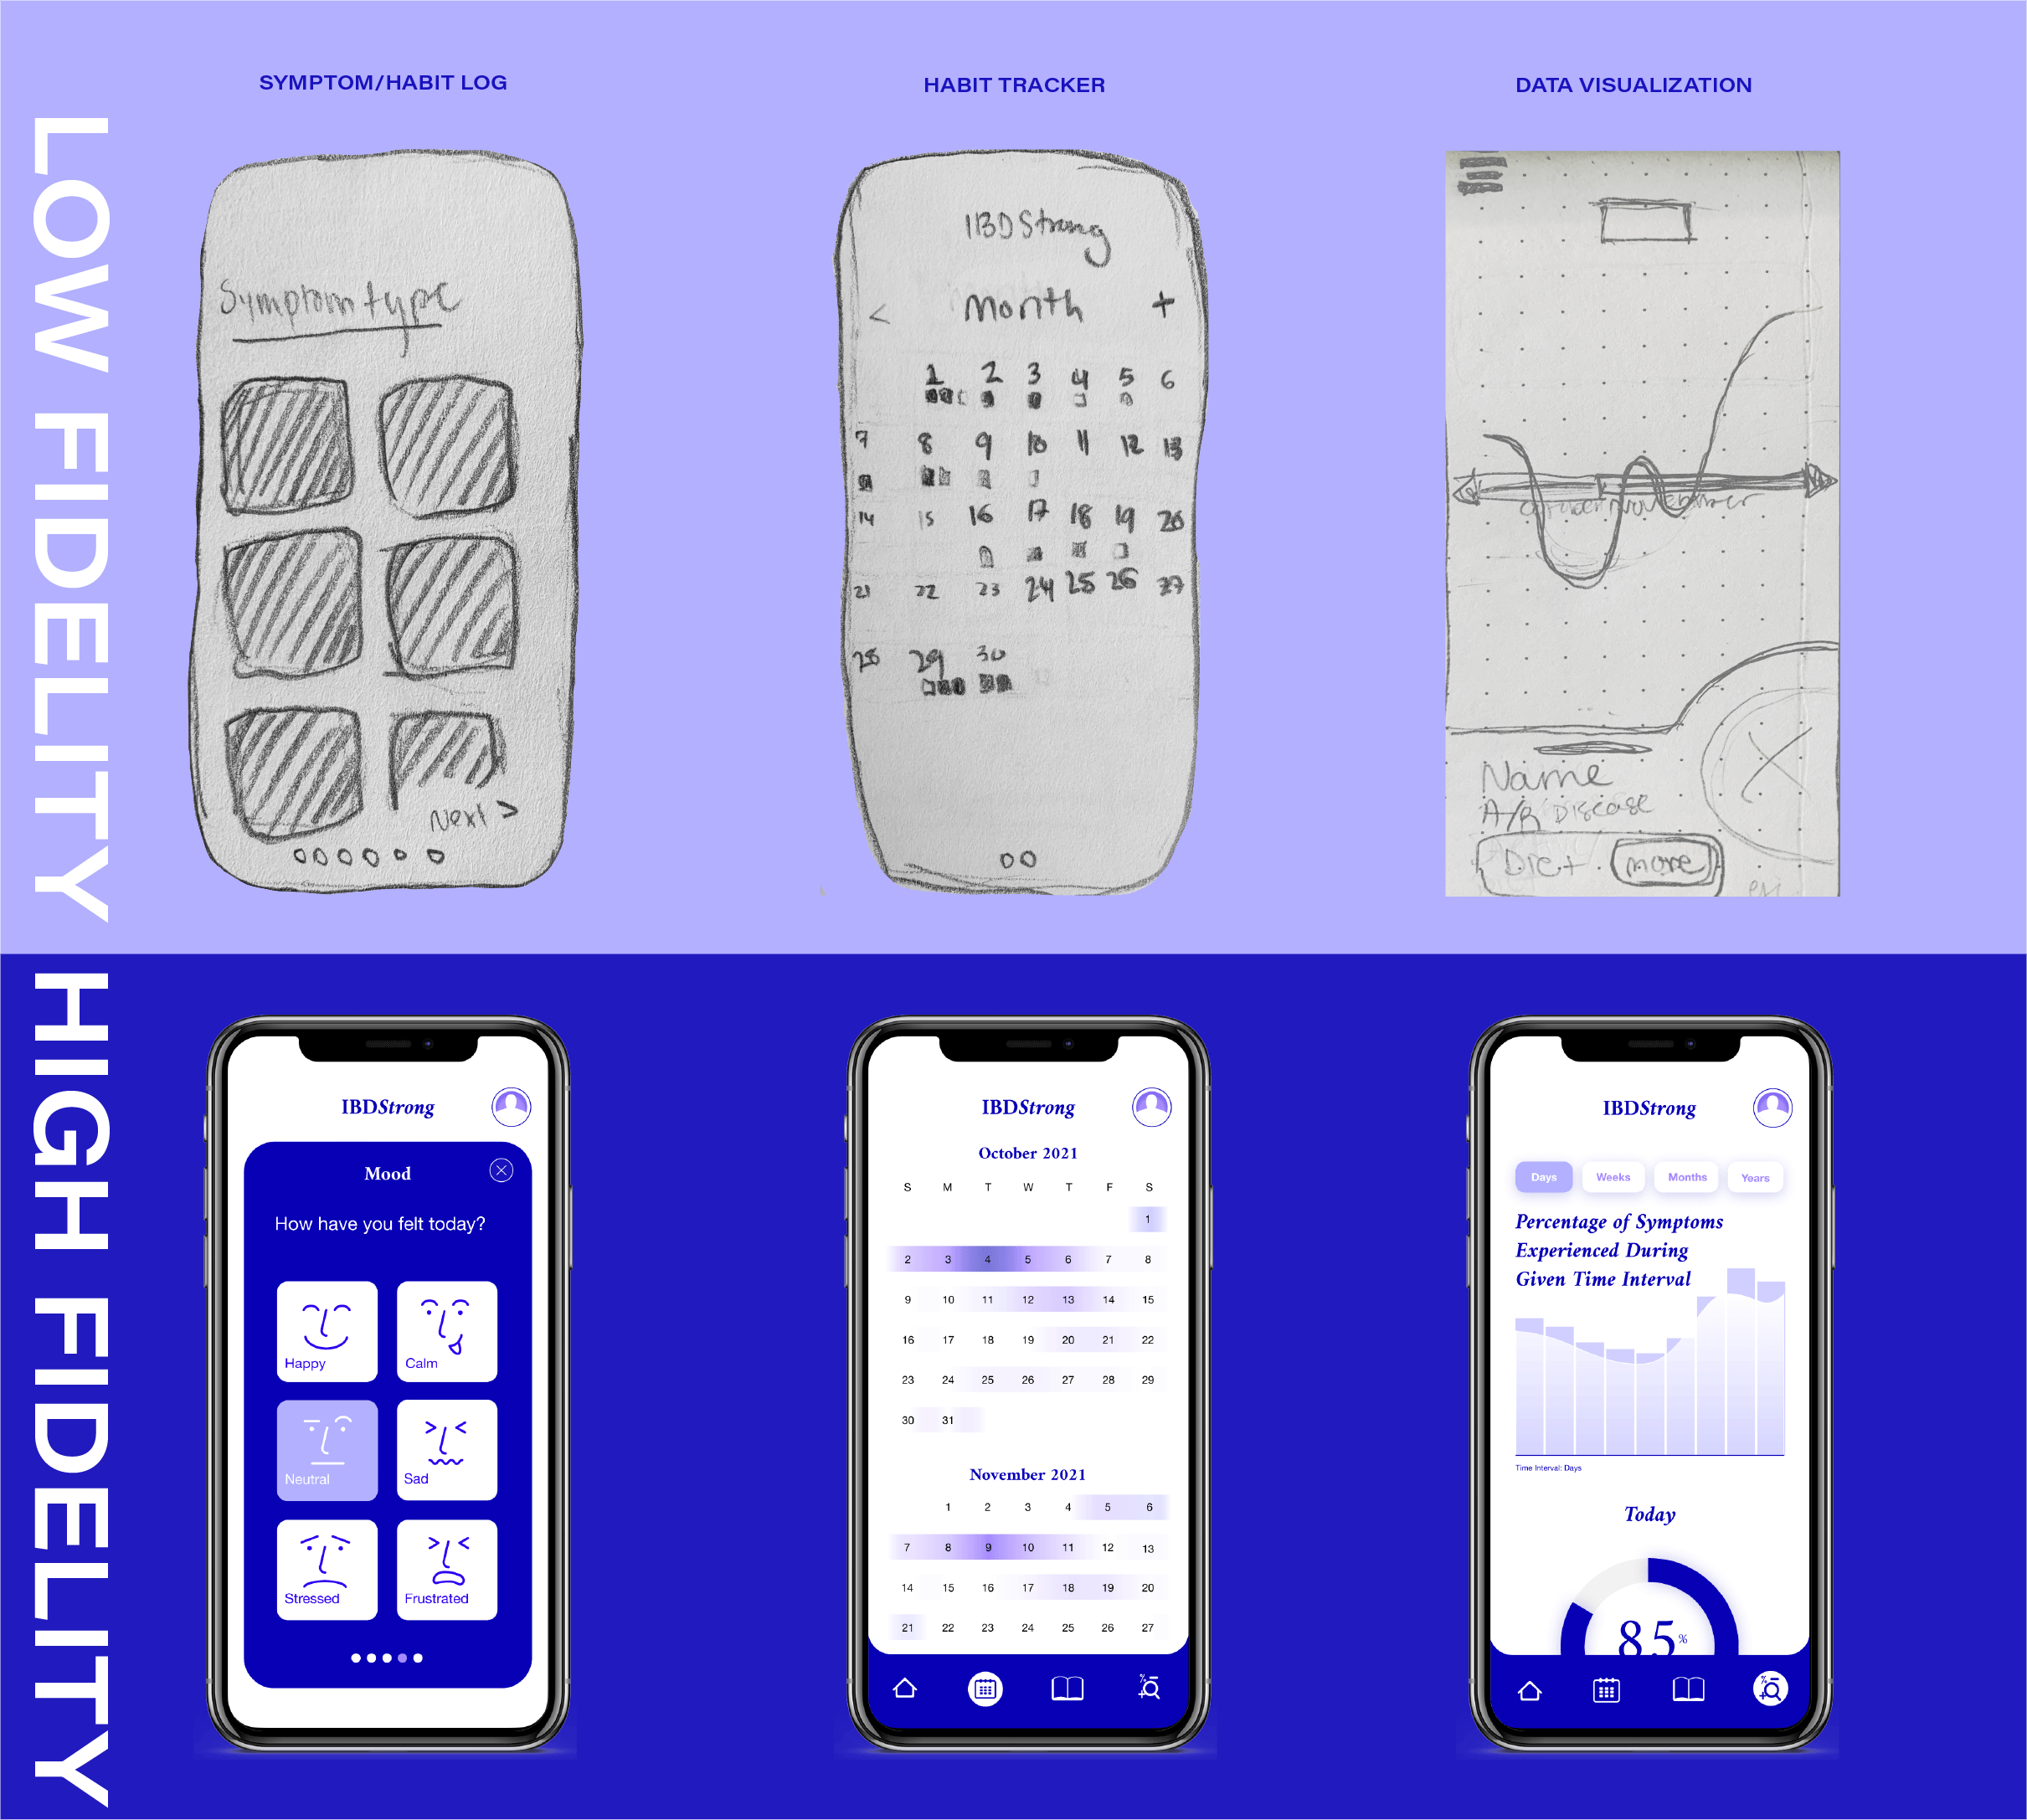 SYMPTOM/HABIT LOG
HABIT TRACKER
DATA VISUALIZATION
LOW FIDELITY
Symptom type
Next >
IBDStrong
< Month +
1 2 3 4 5 6
7 8 9 10 11 12 13
14 15 16 17 18 19 20
21 22 23 24 25 26 27
28 29 30
October November
Name
A/B Disease
Diet more
HIGH FIDELITY
IBDStrong
Mood
How have you felt today?
Happy
Calm
Neutral
Sad
Stressed
Frustrated
IBDStrong
October 2021
S M T W T F S
1
2 3 4 5 6 7 8
9 10 11 12 13 14 15
16 17 18 19 20 21 22
23 24 25 26 27 28 29
30 31
November 2021
1 2 3 4 5 6
7 8 9 10 11 12 13
14 15 16 17 18 19 20
21 22 23 24 25 26 27
IBDStrong
Days Weeks Months Years
Percentage of Symptoms
Experienced During
Given Time Interval
Time Interval: Days
Today
85%